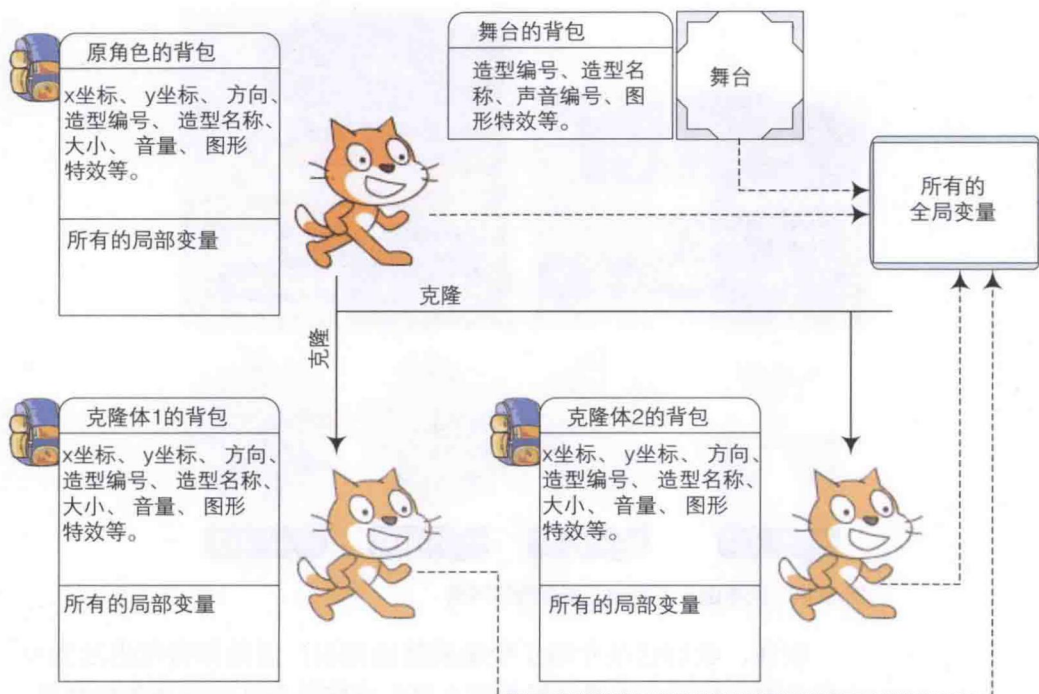 原角色的背包
x坐标、 y坐标、 方向、
造型编号、 造型名称、
大小、 音量、 图形
特效等。
所有的局部变量
舞台的背包
造型编号、造型名
称、声音编号、图
形特效等。
舞台
所有的
全局变量
克隆
克隆
克隆体1的背包
x坐标、 y坐标、 方向、
造型编号、 造型名称、
大小、 音量、 图形
特效等。
所有的局部变量
克隆体2的背包
x坐标、 y坐标、 方向、
造型编号、 造型名称、
大小、 音量、 图形
特效等。
所有的局部变量